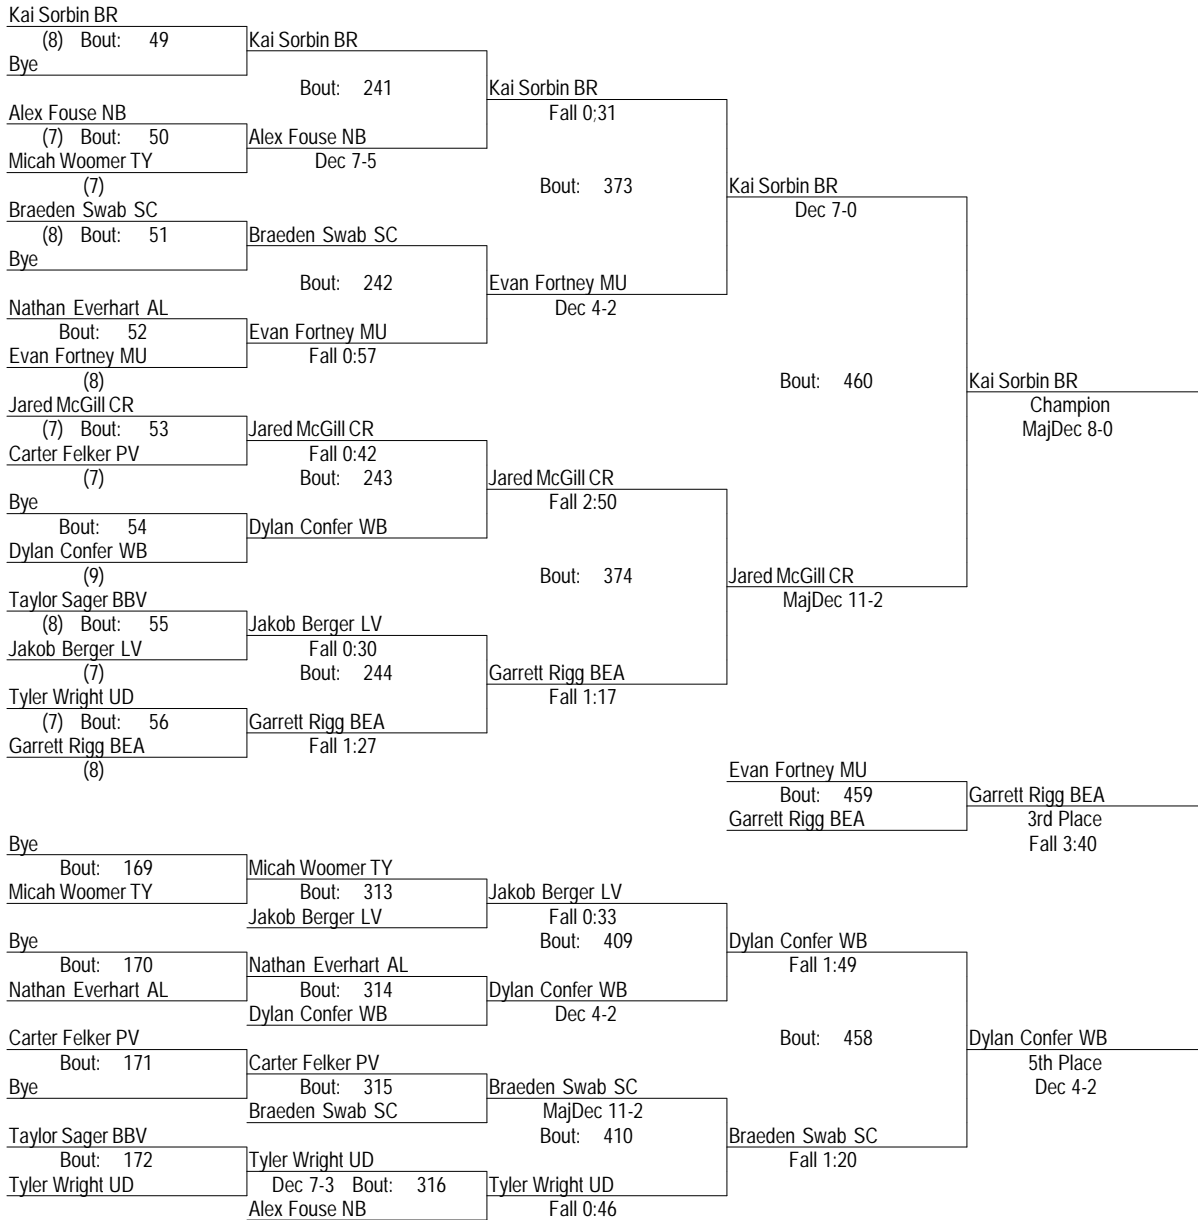 Kai Sorbin BR
(8) Bout: 49 Kai Sorbin BR
Bye
Bout: 241 Kai Sorbin BR
Alex Fouse NB Fall 0;31
(7) Bout: 50 Alex Fouse NB
Micah Woomer TY Dec 7-5
(7) Bout: 373 Kai Sorbin BR
Braeden Swab SC Dec 7-0
(8) Bout: 51 Braeden Swab SC
Bye
Bout: 242 Evan Fortney MU
Nathan Everhart AL Dec 4-2
Bout: 52 Evan Fortney MU
Evan Fortney MU Fall 0:57
(8) Bout: 460 Kai Sorbin BR
Jared McGill CR Champion
(7) Bout: 53 Jared McGill CR MajDec 8-0
Carter Felker PV Fall 0:42
(7) Bout: 243 Jared McGill CR
Bye Fall 2:50
Bout: 54 Dylan Confer WB
Dylan Confer WB
(9) Bout: 374 Jared McGill CR
Taylor Sager BBV MajDec 11-2
(8) Bout: 55 Jakob Berger LV
Jakob Berger LV Fall 0:30
(7) Bout: 244 Garrett Rigg BEA
Tyler Wright UD Fall 1:17
(7) Bout: 56 Garrett Rigg BEA
Garrett Rigg BEA Fall 1:27
(8) Evan Fortney MU
Bout: 459 Garrett Rigg BEA
Garrett Rigg BEA 3rd Place
Bye Fall 3:40
Bout: 169 Micah Woomer TY
Micah Woomer TY Bout: 313 Jakob Berger LV
Jakob Berger LV Fall 0:33
Bye Bout: 409 Dylan Confer WB
Bout: 170 Nathan Everhart AL Fall 1:49
Nathan Everhart AL Bout: 314 Dylan Confer WB
Dylan Confer WB Dec 4-2
Carter Felker PV Bout: 458 Dylan Confer WB
Bout: 171 Carter Felker PV 5th Place
Bye Bout: 315 Braeden Swab SC Dec 4-2
Braeden Swab SC MajDec 11-2
Taylor Sager BBV Bout: 410 Braeden Swab SC
Bout: 172 Tyler Wright UD Fall 1:20
Tyler Wright UD Dec 7-3 Bout: 316 Tyler Wright UD
Alex Fouse NB Fall 0:46